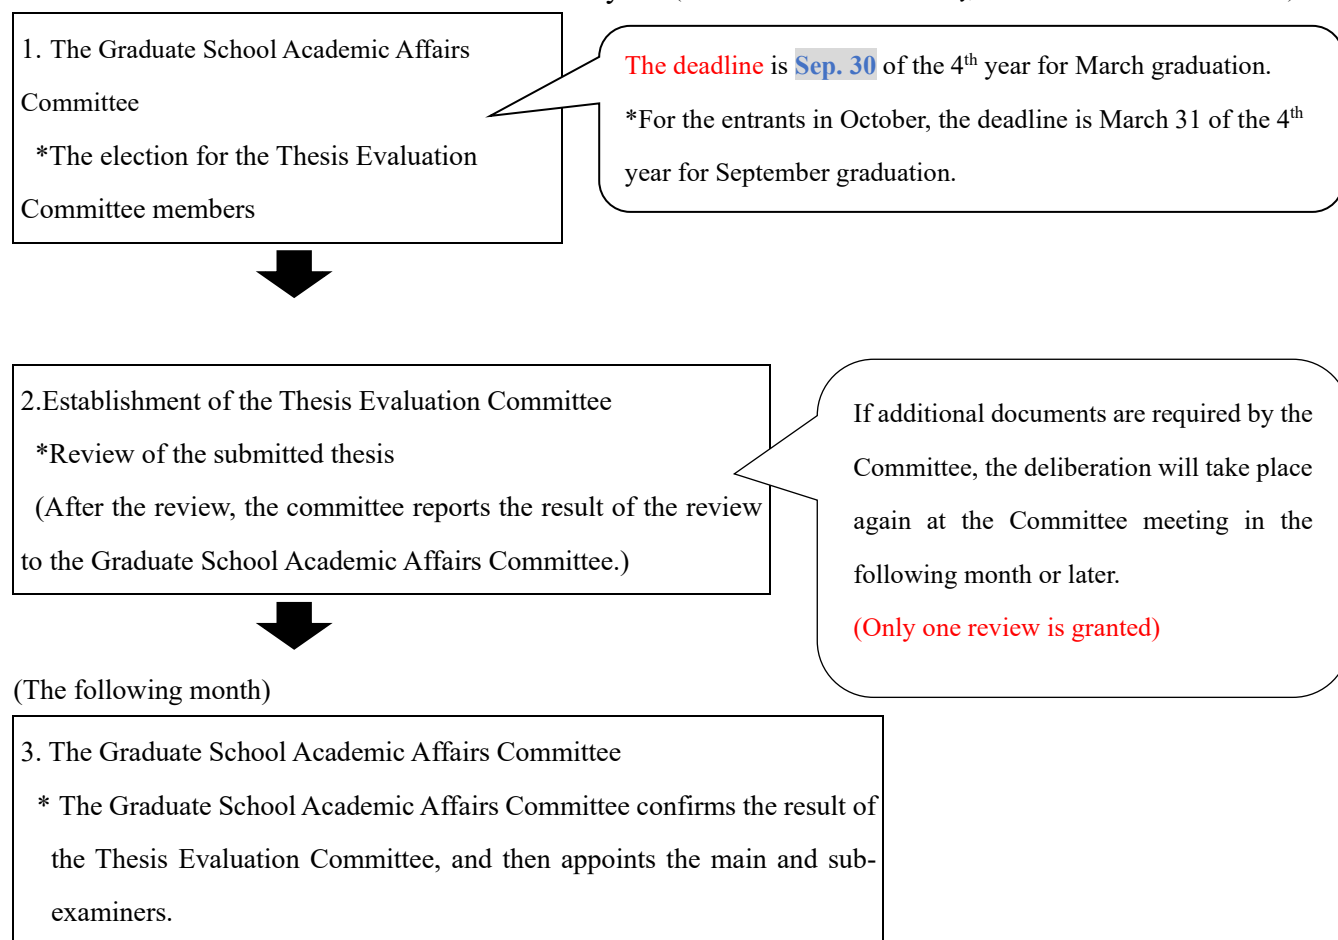 1. The Graduate School Academic Affairs
Committee
*The election for the Thesis Evaluation
Committee members
The deadline is Sep. 30 of the 4th year for March graduation.
*For the entrants in October, the deadline is March 31 of the 4th
year for September graduation.
2.Establishment of the Thesis Evaluation Committee
*Review of the submitted thesis
(After the review, the committee reports the result of the review
to the Graduate School Academic Affairs Committee.)
If additional documents are required by the
Committee, the deliberation will take place
again at the Committee meeting in the
following month or later.
(Only one review is granted)
(The following month)
3. The Graduate School Academic Affairs Committee
* The Graduate School Academic Affairs Committee confirms the result of
the Thesis Evaluation Committee, and then appoints the main and sub-
examiners.